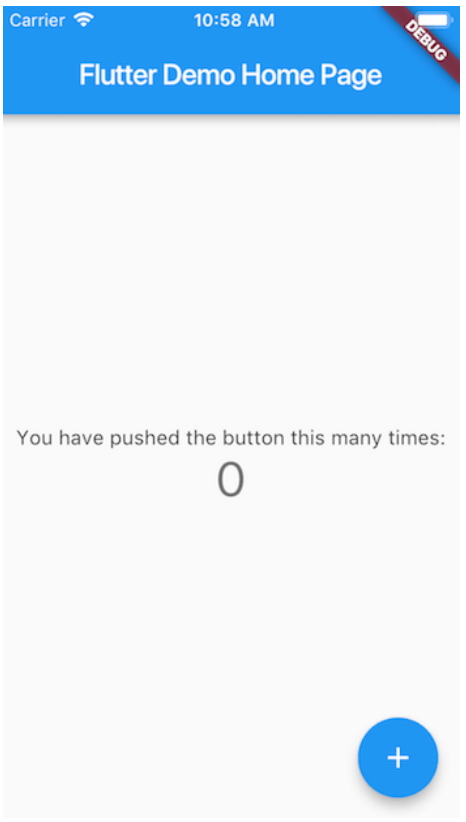 Carrier 10:58 AM
DEBUG
Flutter Demo Home Page
You have pushed the button this many times:
0
+